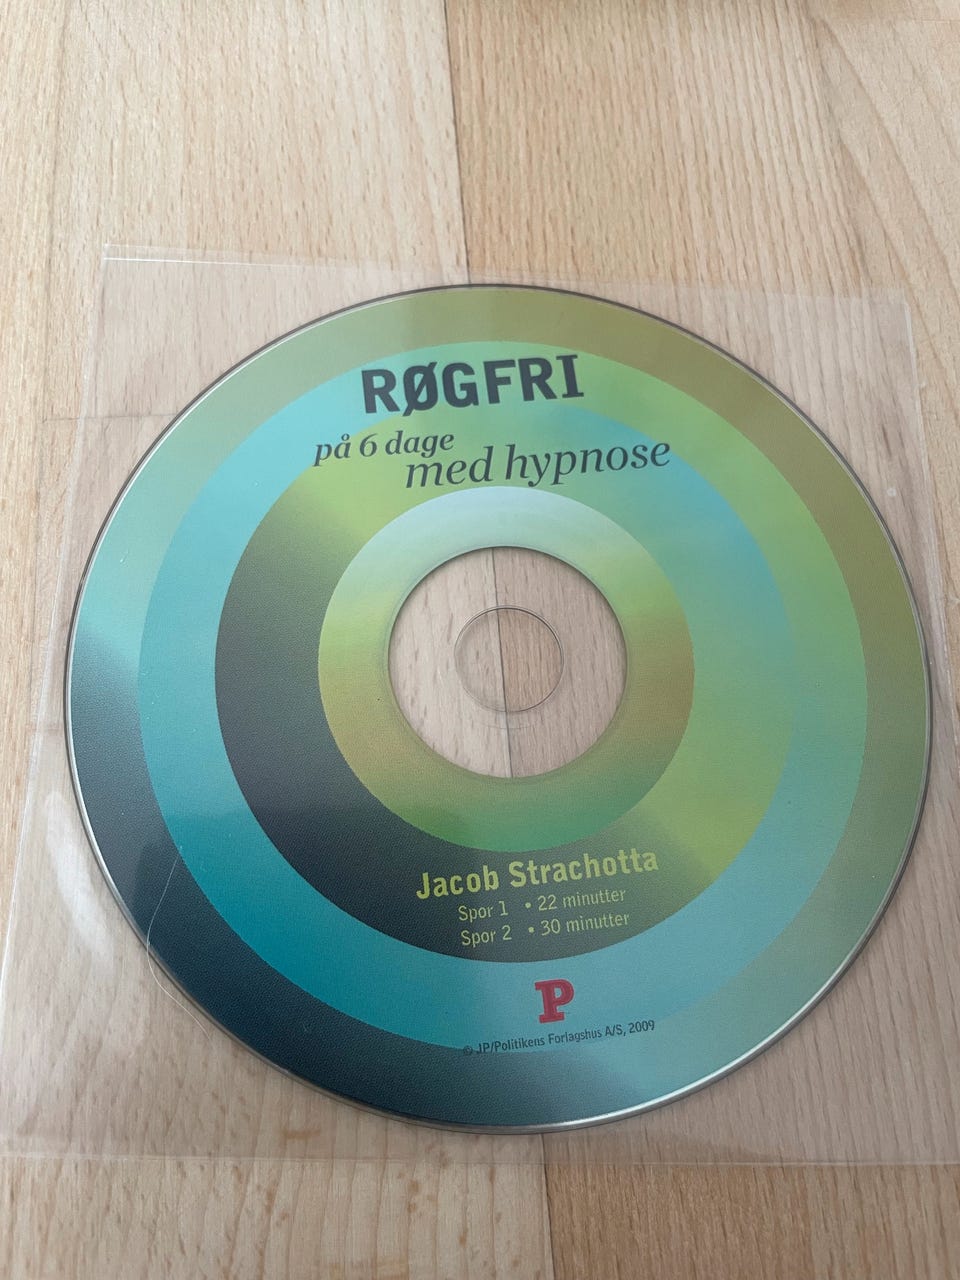 RØGFRI
på 6 dage
med hypnose
Jacob Strachotta
Spor 1 • 22 minutter
Spor 2 • 30 minutter
P
© JP/Politikens Forlagshus A/S, 2009